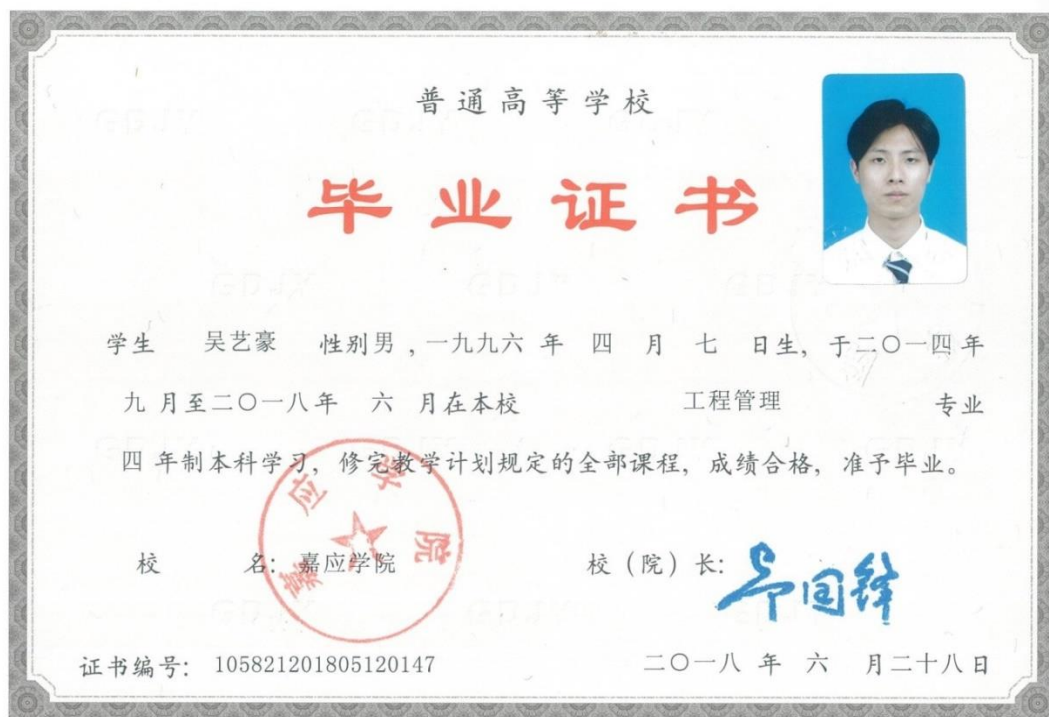 普通高等学校
毕业证书
学生 吴艺豪 性别男，一九九六 年 四 月 七 日生，于二〇一四年
九 月至二〇一八年 六 月在本校 工程管理 专业
四 年制本科学习，修完教学计划规定的全部课程，成绩合格，准予毕业。
校 名：嘉应学院 校（院）长：
嘉应学院
证书编号：105821201805120147 二〇一八 年 六 月二十八日